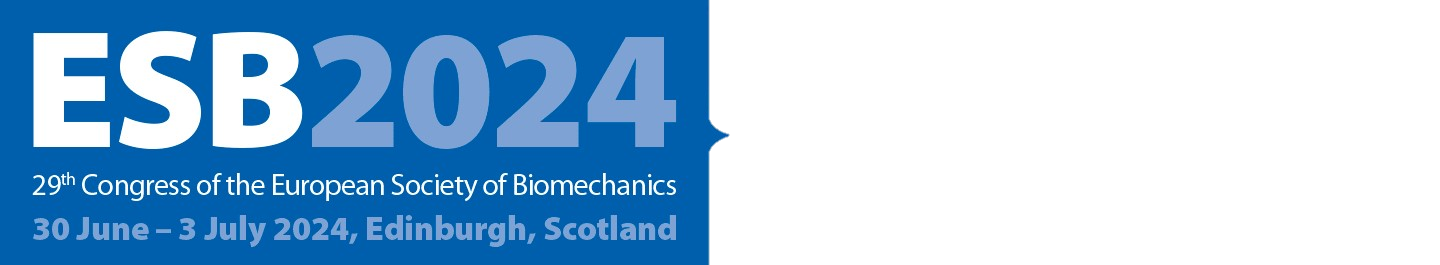 ESB2024
29th Congress of the European Society of Biomechanics
30 June – 3 July 2024, Edinburgh, Scotland